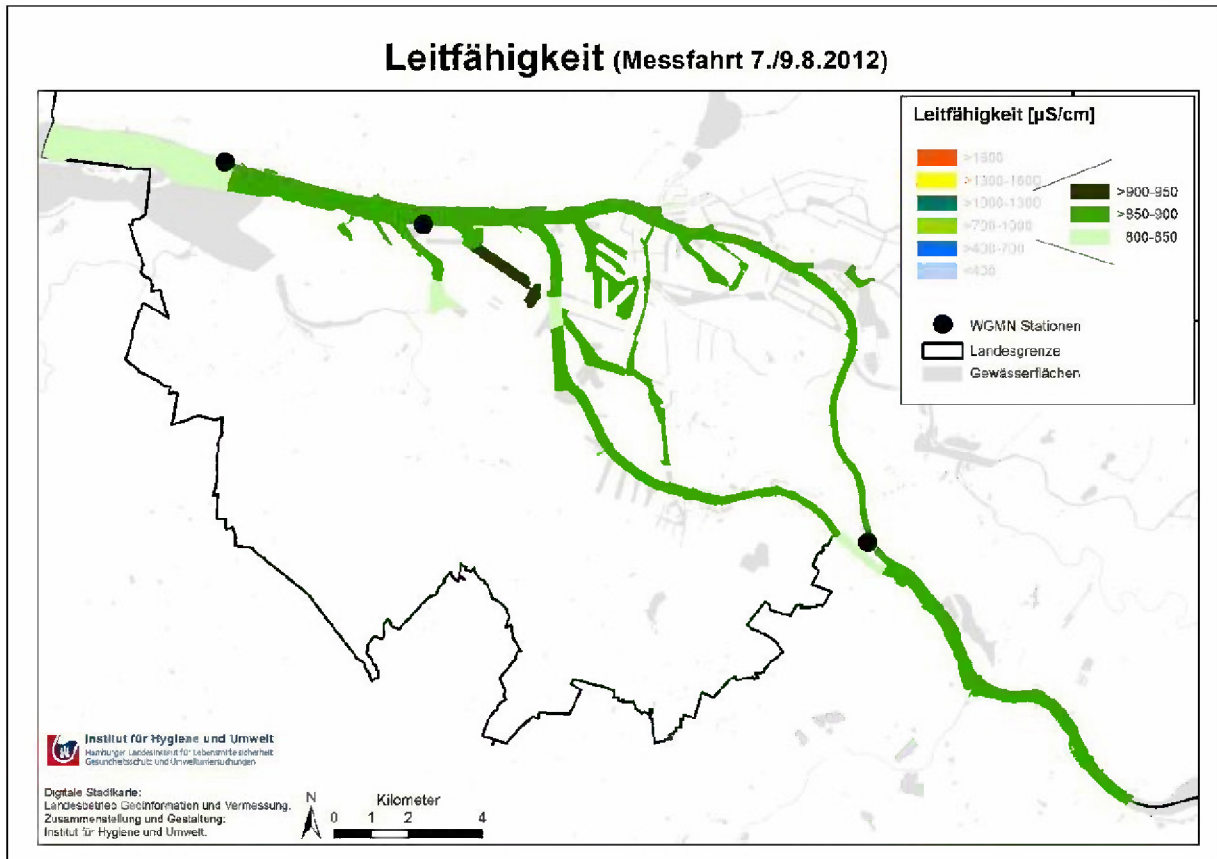 Leitfähigkeit (Messfahrt 7./9.8.2012)
Leitfähigkeit [µS/cm]
>1600
>1300-1600
>1000-1300
>700-1000
>400-700
<400
>900-950
>850-900
800-850
WGMN Stationen
Landesgrenze
Gewässerflächen
Institut für Hygiene und Umwelt
Hamburger Landesinstitut für Lebensmittelsicherheit
Gesundheitsschutz und Umweltuntersuchungen
Digitale Stadtkarte:
Landesbetrieb Geoinformation und Vermessung.
Zusammenstellung und Gestaltung:
Institut für Hygiene und Umwelt.
N
Kilometer
0 1 2 4